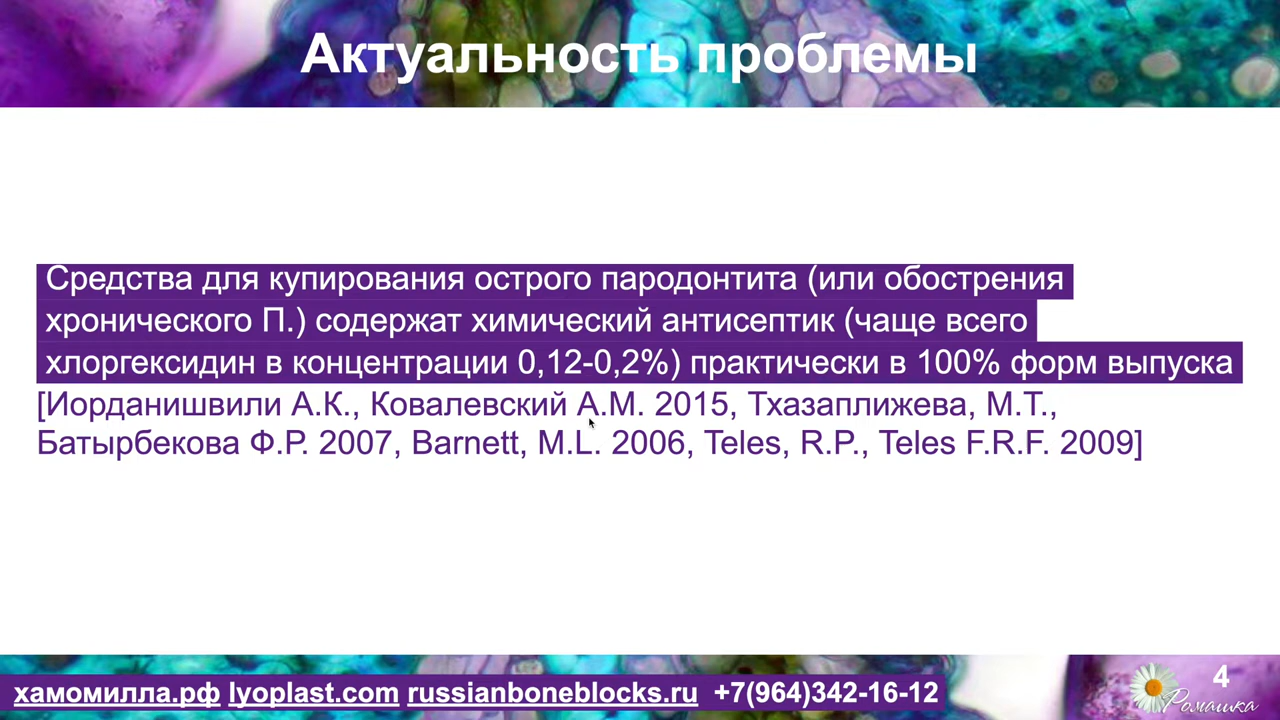 Актуальность проблемы
Средства для купирования острого пародонтита (или обострения
хронического П.) содержат химический антисептик (чаще всего
хлоргексидин в концентрации 0,12-0,2%) практически в 100% форм выпуска
[Иорданишвили А.К., Ковалевский А.М. 2015, Тхазаплижева, М.Т.,
Батырбекова Ф.Р. 2007, Barnett, M.L. 2006, Teles, R.P., Teles F.R.F. 2009]
хамомилла.рф lyoplast.com russianboneblocks.ru +7(964)342-16-12
4
Ромашка